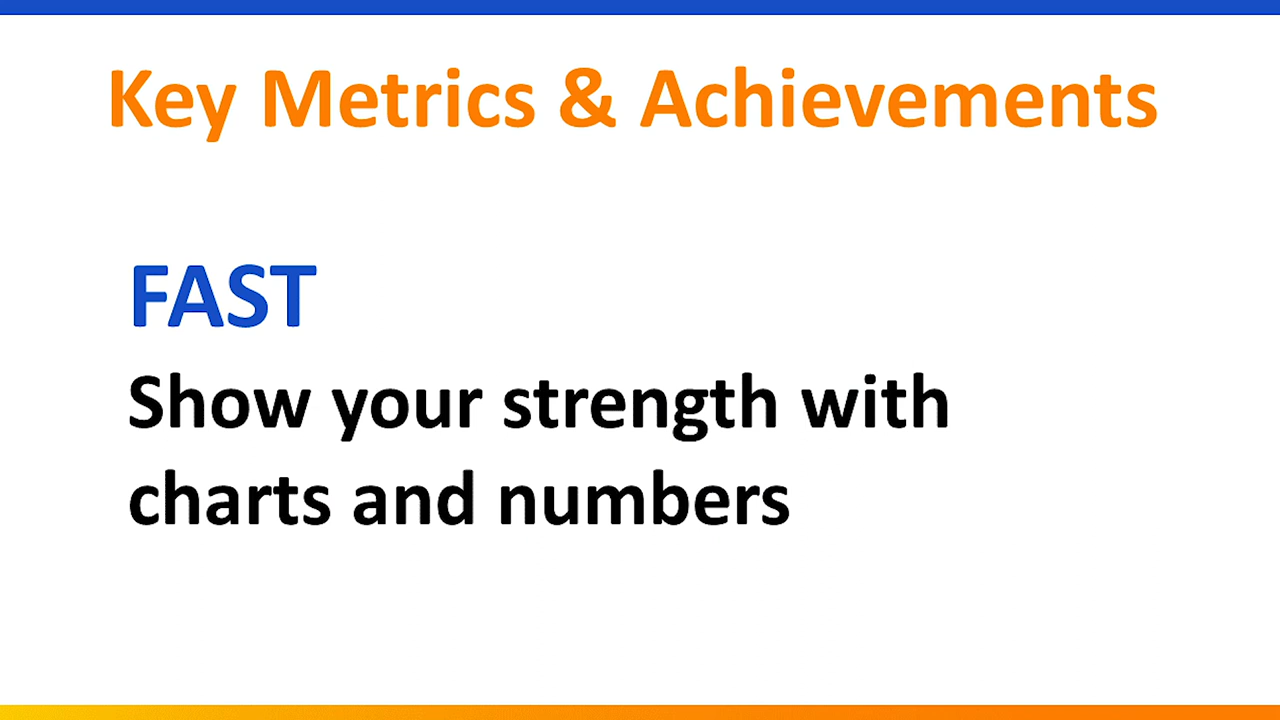 Key Metrics & Achievements
FAST
Show your strength with
charts and numbers